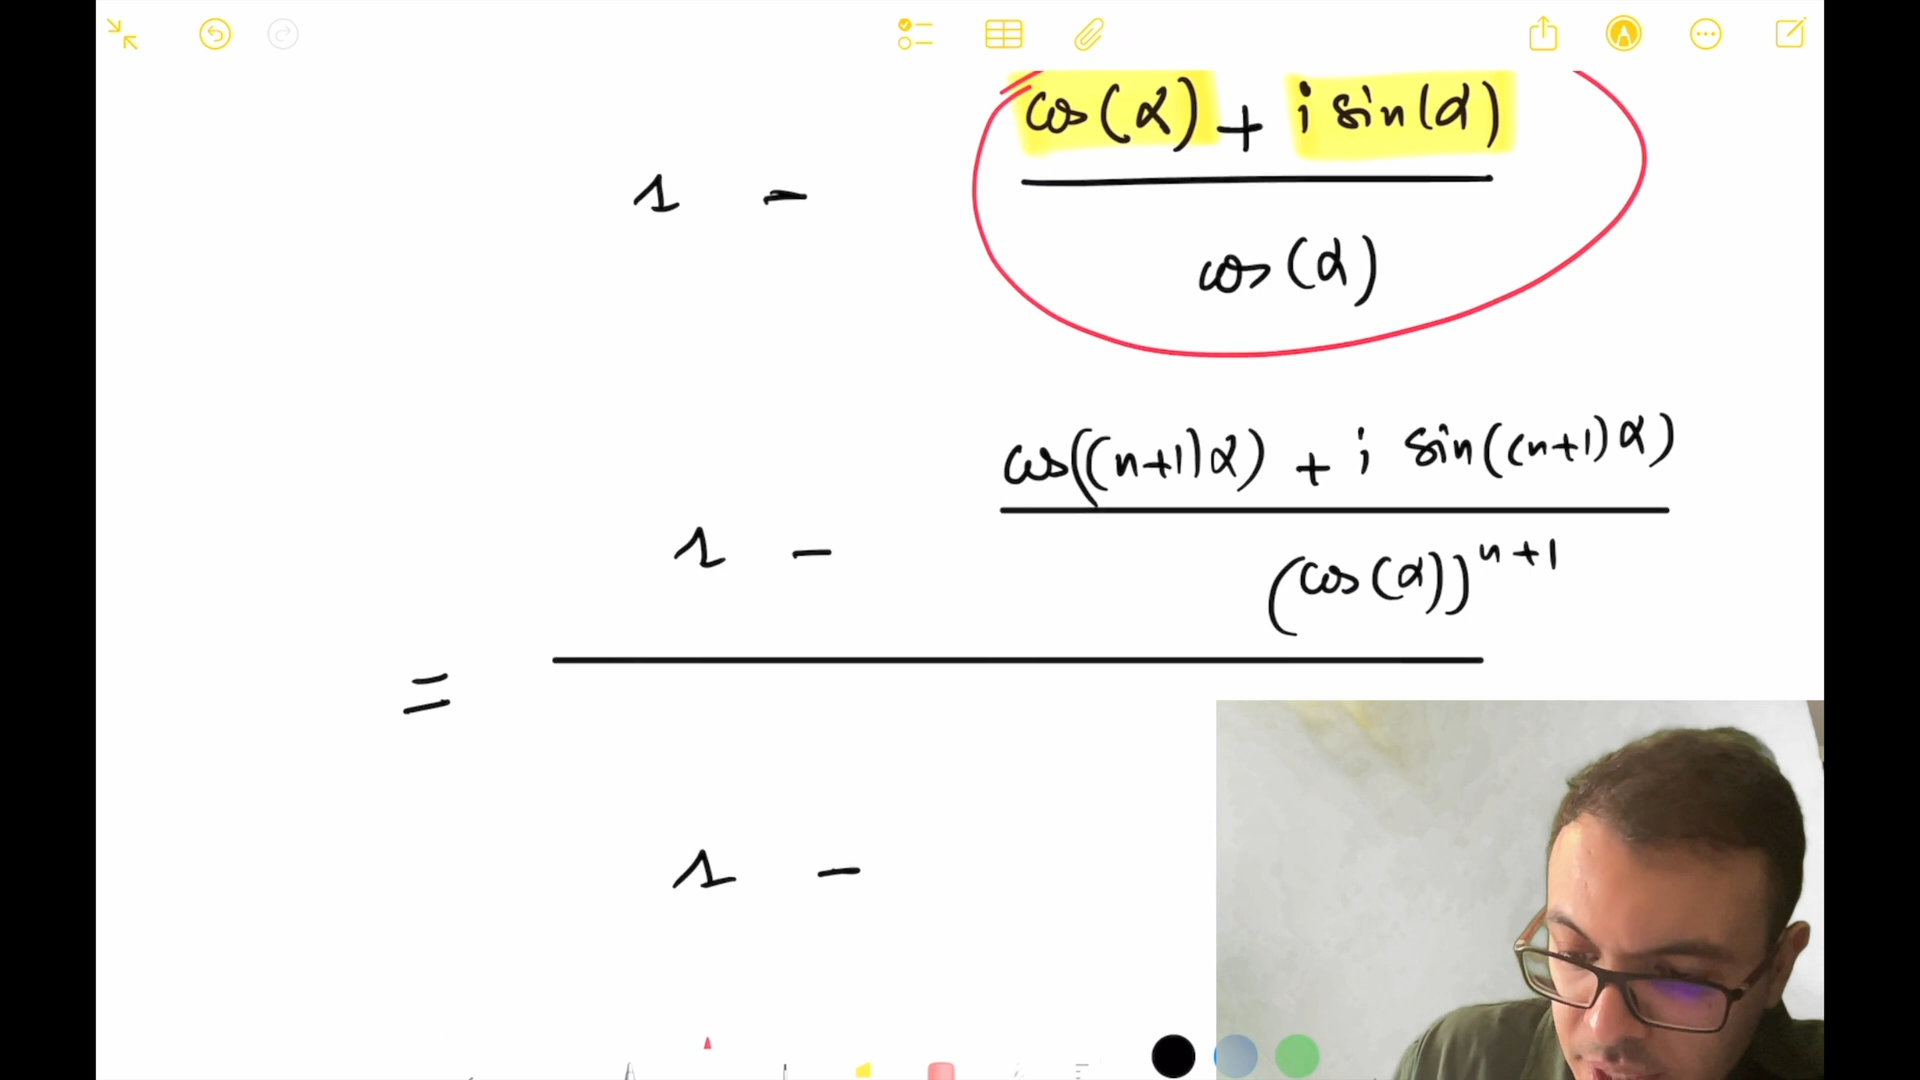 cos(α) + i sin(α)
1 -
cos(α)
cos((n+1)α) + i sin((n+1)α)
1 -
(cos(α))^{n+1}
=
1 -